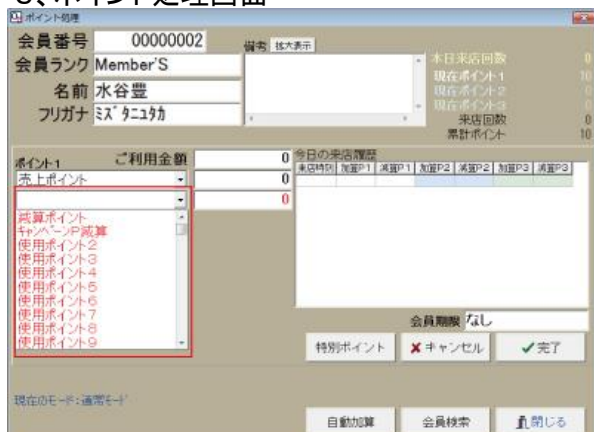 ポイント処理
会員番号 00000002
会員ランク Member'S
名前 水谷豊
フリガナ ミズタニユタカ
備考 拡大表示
本日来店回数 0
現在ポイント1 10
現在ポイント2 0
現在ポイント3 0
来店回数 0
累計ポイント 10
ポイント1 ご利用金額 0
売上ポイント 0
0
減算ポイント
キャンペーンP減算
使用ポイント2
使用ポイント3
使用ポイント4
使用ポイント5
使用ポイント6
使用ポイント7
使用ポイント8
使用ポイント9
今日の来店履歴
来店時刻 加算P1 減算P1 加算P2 減算P2 加算P3 減算P3
会員期限 なし
特別ポイント キャンセル 完了
現在のモード:通常モード
自動加算 会員検索 閉じる